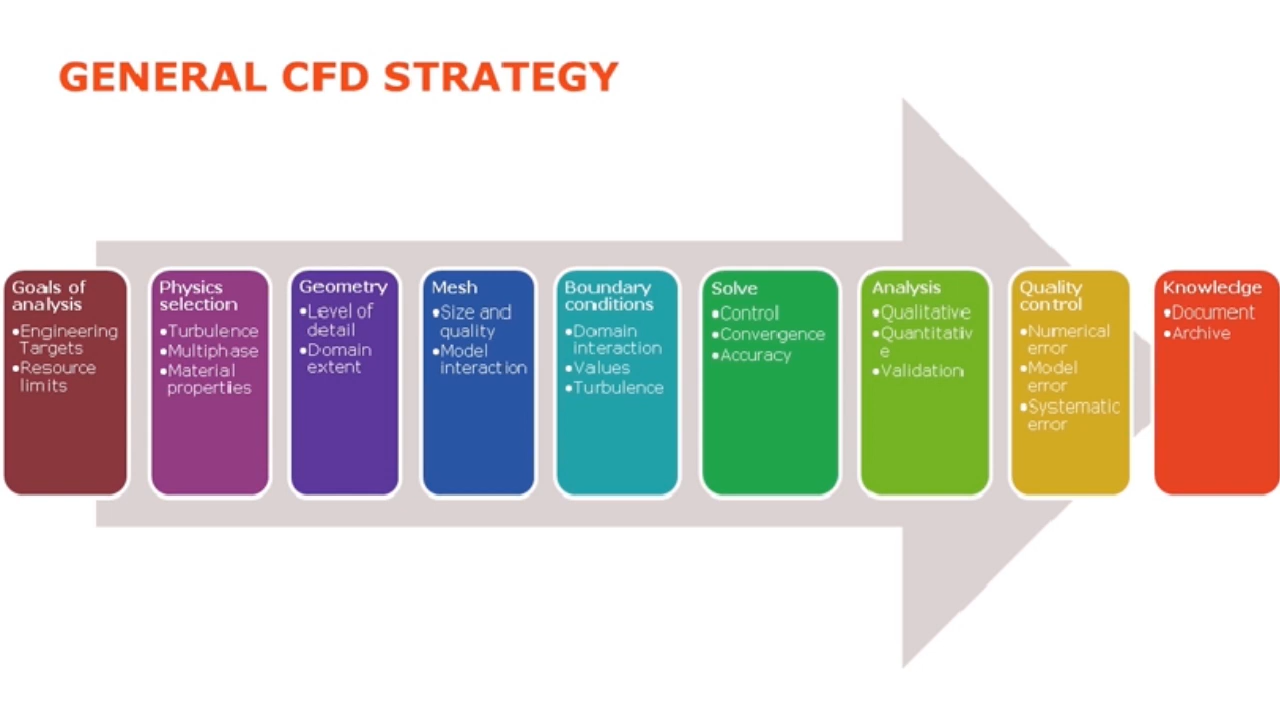 GENERAL CFD STRATEGY
Goals of
analysis
•Engineering
Targets
•Resource
limits
Physics
selection
•Turbulence
•Multiphase
•Material
properties
Geometry
•Level of
detail
•Domain
extent
Mesh
•Size and
quality
•Model
interaction
Boundary
conditions
•Domain
interaction
•Values
•Turbulence
Solve
•Control
•Convergence
•Accuracy
Analysis
•Qualitative
•Quantitativ
e
•Validation
Quality
control
•Numerical
error
•Model
error
•Systematic
error
Knowledge
•Document
•Archive